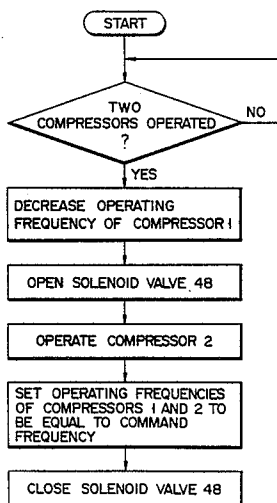 START
TWO
COMPRESSORS OPERATED
?
NO
YES
DECREASE OPERATING
FREQUENCY OF COMPRESSOR 1
OPEN SOLENOID VALVE 48
OPERATE COMPRESSOR 2
SET OPERATING FREQUENCIES
OF COMPRESSORS 1 AND 2 TO
BE EQUAL TO COMMAND
FREQUENCY
CLOSE SOLENOID VALVE 48